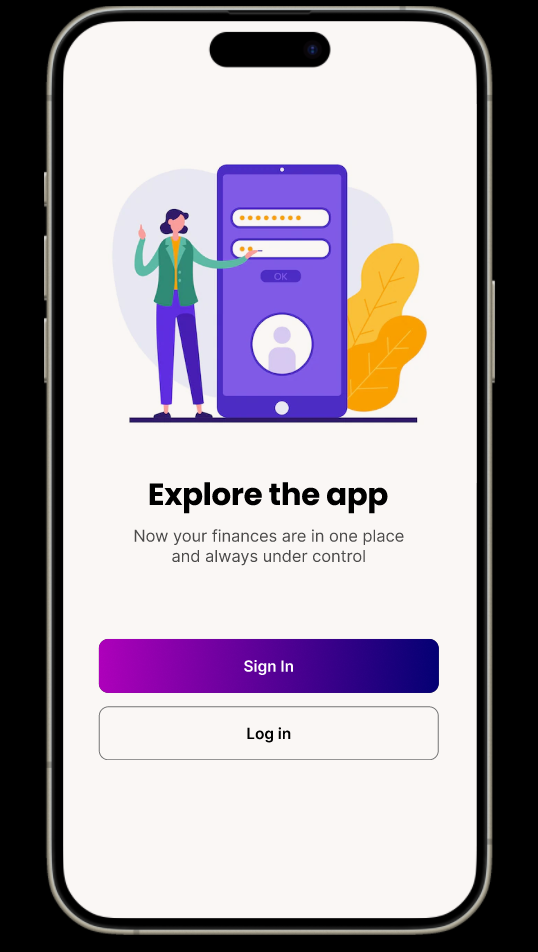 OK
Explore the app
Now your finances are in one place
and always under control
Sign In
Log in